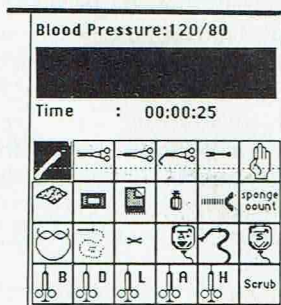 Blood Pressure:120/80
Time : 00:00:25
sponge
count
B D L A H Scrub